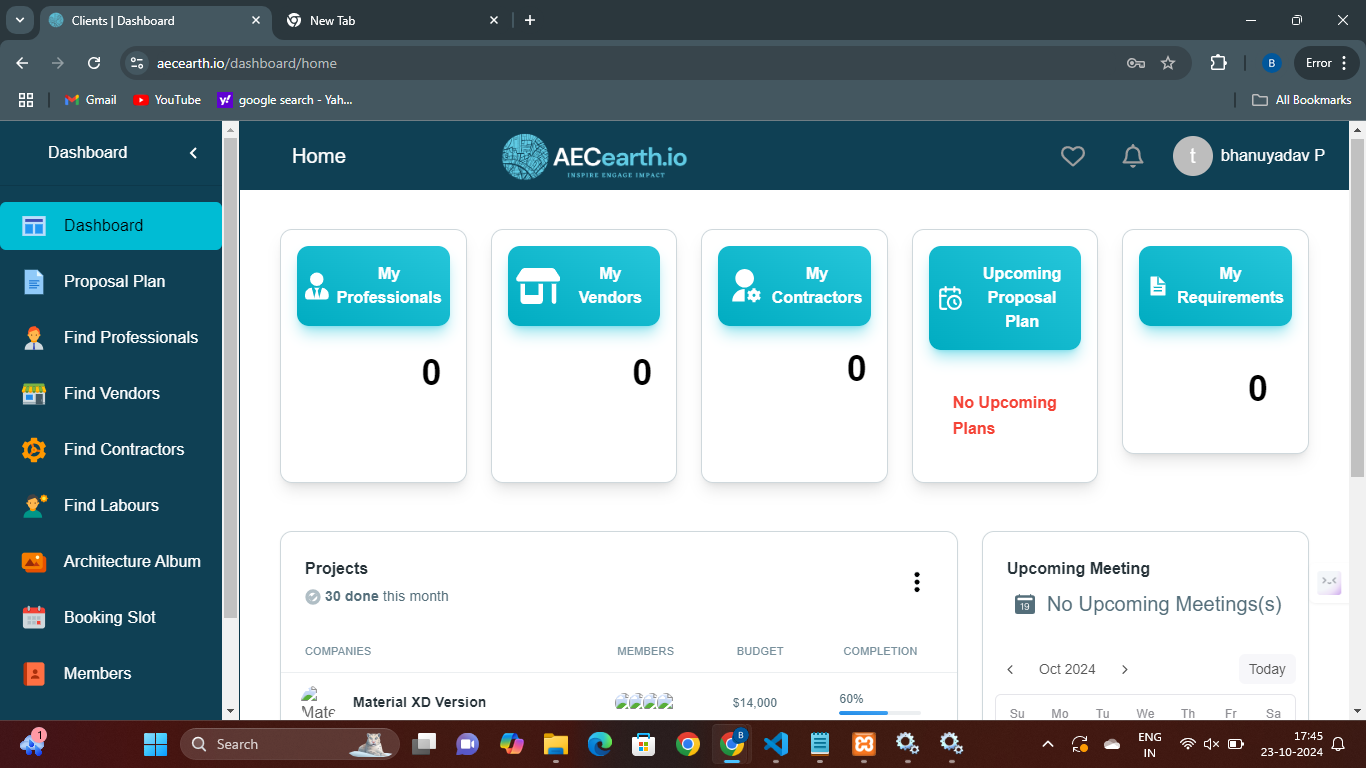 Clients | Dashboard
New Tab
aecearth.io/dashboard/home
B
Error
Gmail
YouTube
y!
google search - Yah...
All Bookmarks
Dashboard
Home
AECearth.io
INSPIRE ENGAGE IMPACT
t
bhanuyadav P
Dashboard
Proposal Plan
Find Professionals
Find Vendors
Find Contractors
Find Labours
Architecture Album
Booking Slot
Members
My
Professionals
0
My
Vendors
0
My
Contractors
0
Upcoming
Proposal
Plan
No Upcoming
Plans
My
Requirements
0
Projects
30 done this month
COMPANIES MEMBERS BUDGET COMPLETION
Mate
Material XD Version
$14,000
60%
Upcoming Meeting
19
No Upcoming Meetings(s)
Oct 2024
Today
Su Mo Tu We Th Fr Sa
1
Search
B
ENG
IN
17:45
23-10-2024